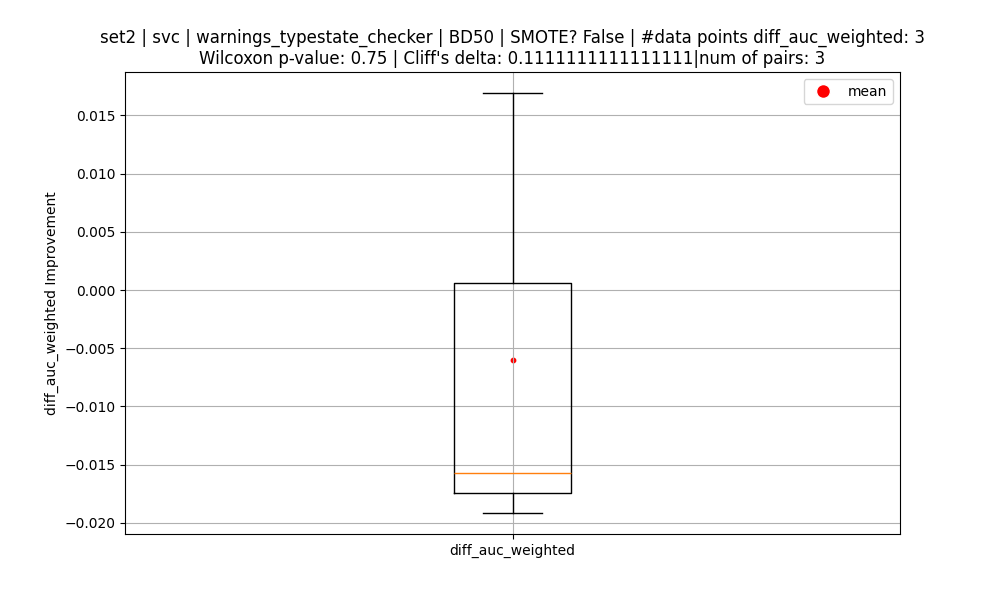 set2 | svc | warnings_typestate_checker | BD50 | SMOTE? False | #data points diff_auc_weighted: 3
Wilcoxon p-value: 0.75 | Cliff's delta: 0.1111111111111111|num of pairs: 3
mean
0.015
0.010
0.005
0.000
−0.005
−0.010
−0.015
−0.020
diff_auc_weighted Improvement
diff_auc_weighted